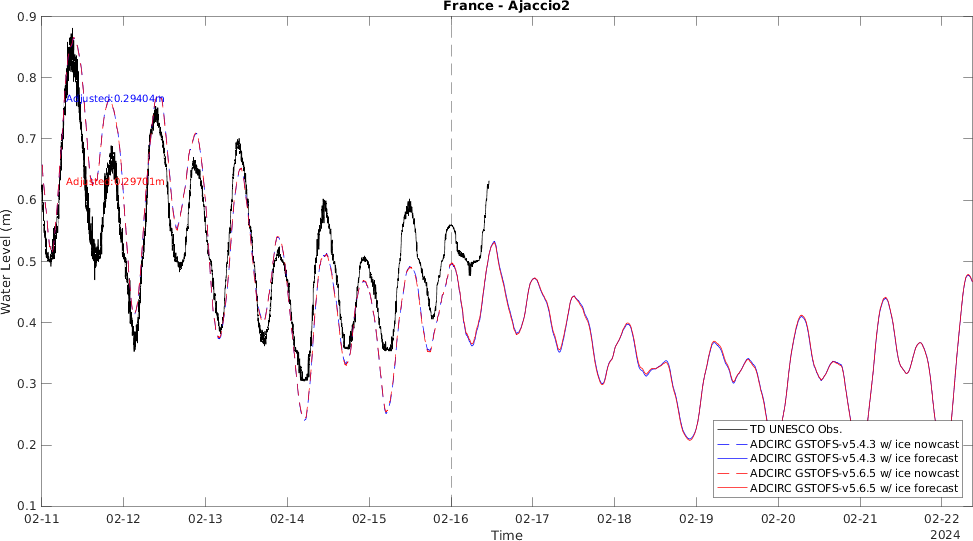 France - Ajaccio2
0.9
0.8
0.7
0.6
0.5
0.4
0.3
0.2
0.1
Water Level (m)
Adjusted:0.29404m
Adjusted:0.29701m
TD UNESCO Obs.
ADCIRC GSTOFS-v5.4.3 w/ ice nowcast
ADCIRC GSTOFS-v5.4.3 w/ ice forecast
ADCIRC GSTOFS-v5.6.5 w/ ice nowcast
ADCIRC GSTOFS-v5.6.5 w/ ice forecast
02-11 02-12 02-13 02-14 02-15 02-16 02-17 02-18 02-19 02-20 02-21 02-22
Time
2024